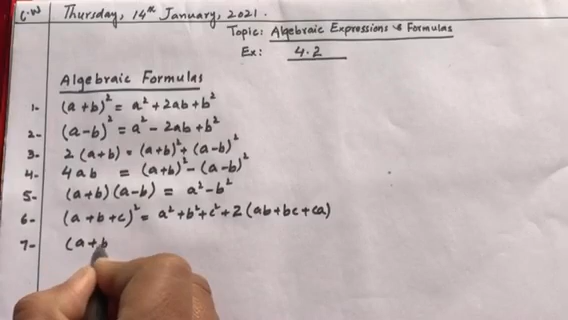 C.W Thursday, 14th January, 2021.
Topic: Algebraic Expressions & Formulas
Ex: 4.2
Algebraic Formulas
1- (a+b)² = a² + 2ab + b²
2- (a-b)² = a² - 2ab + b²
3- 2(a+b) = (a+b)² + (a-b)²
4- 4ab = (a+b)² - (a-b)²
5- (a+b)(a-b) = a² - b²
6- (a+b+c)² = a² + b² + c² + 2(ab+bc+ca)
7- (a+b